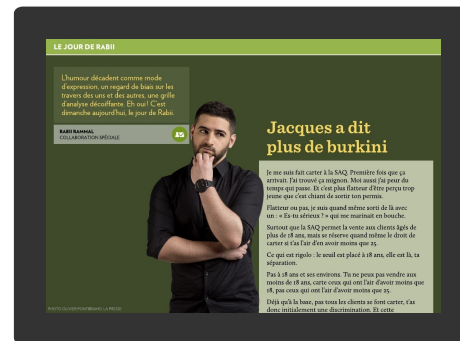 LE JOUR DE RABII
L'humour décadent comme mode
d'expression, un regard de biais sur les
travers des uns et des autres, une grille
d'analyse décoiffante. Eh oui ! C'est
dimanche aujourd'hui, le jour de Rabii.
RABII RAMMAL
COLLABORATION SPÉCIALE
Jacques a dit
plus de burkini
Je me suis fait carter à la SAQ. Première fois que ça
arrivait. J'ai trouvé ça mignon. Moi aussi j'ai peur du
temps qui passe. Et c'est plus flatteur d'être perçu trop
jeune que c'est chiant de sortir ton permis.
Flatteur ou pas, je suis quand même sorti de là avec
un : « Es-tu sérieux ? » qui me marinait en bouche.
Surtout que la SAQ permet la vente aux clients âgés de
plus de 18 ans, mais se réserve quand même le droit de
carter si t'as l'air d'en avoir moins que 25.
Ce qui est rigolo : le seuil est placé à 18 ans, elle est là, ta
séparation.
Pas à 18 ans et ses environs. Tu ne peux pas vendre aux
moins de 18 ans, carte ceux qui ont l'air d'avoir moins que
18, pas ceux qui ont l'air d'avoir moins que 25.
Déjà qu'à la base, pas tous les clients se font carter, t'as
donc initialement une discrimination. Et cette
PHOTO OLIVIER PONTBRIAND, LA PRESSE